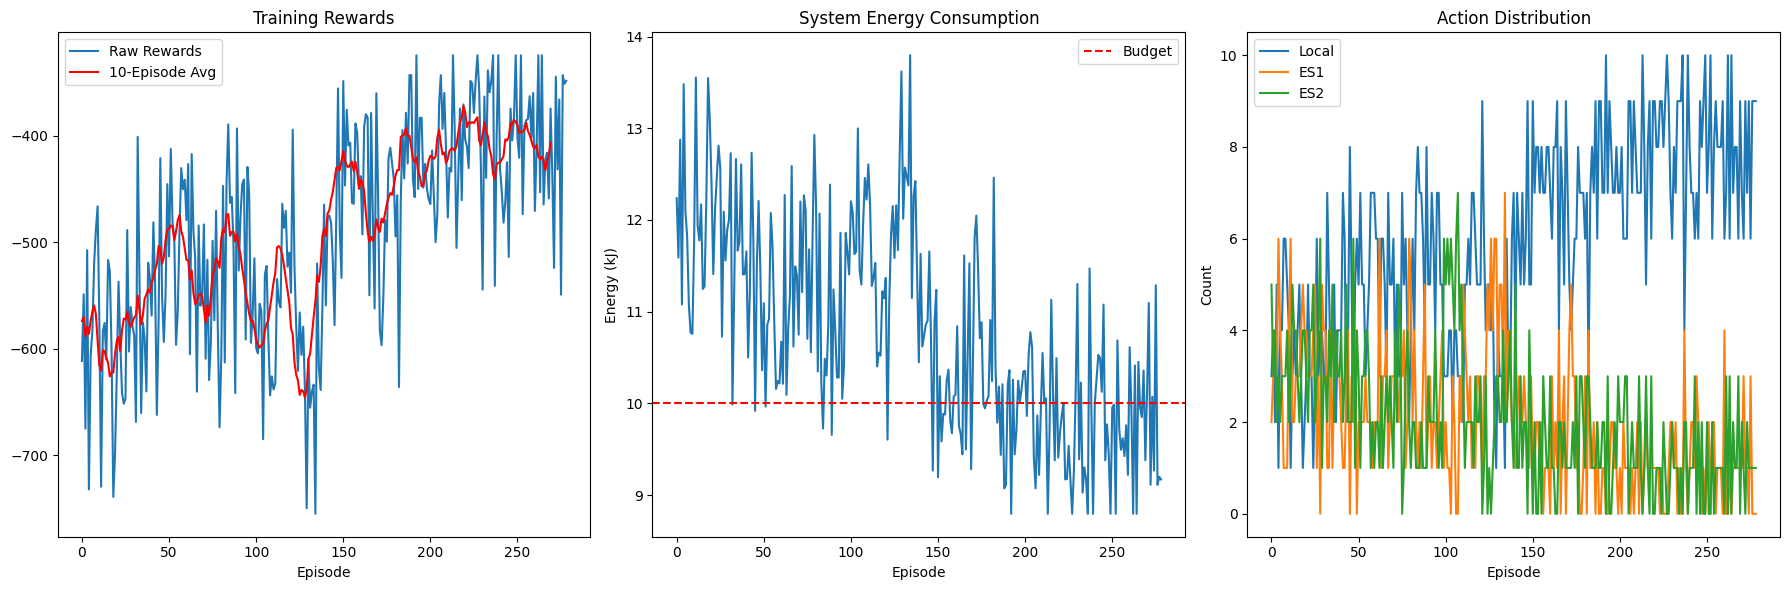 Training Rewards
Raw Rewards
10-Episode Avg
−400
−500
−600
−700
0
50
100
150
200
250
Episode
System Energy Consumption
Budget
Energy (kJ)
14
13
12
11
10
9
0
50
100
150
200
250
Episode
Action Distribution
Local
ES1
ES2
Count
10
8
6
4
2
0
0
50
100
150
200
250
Episode